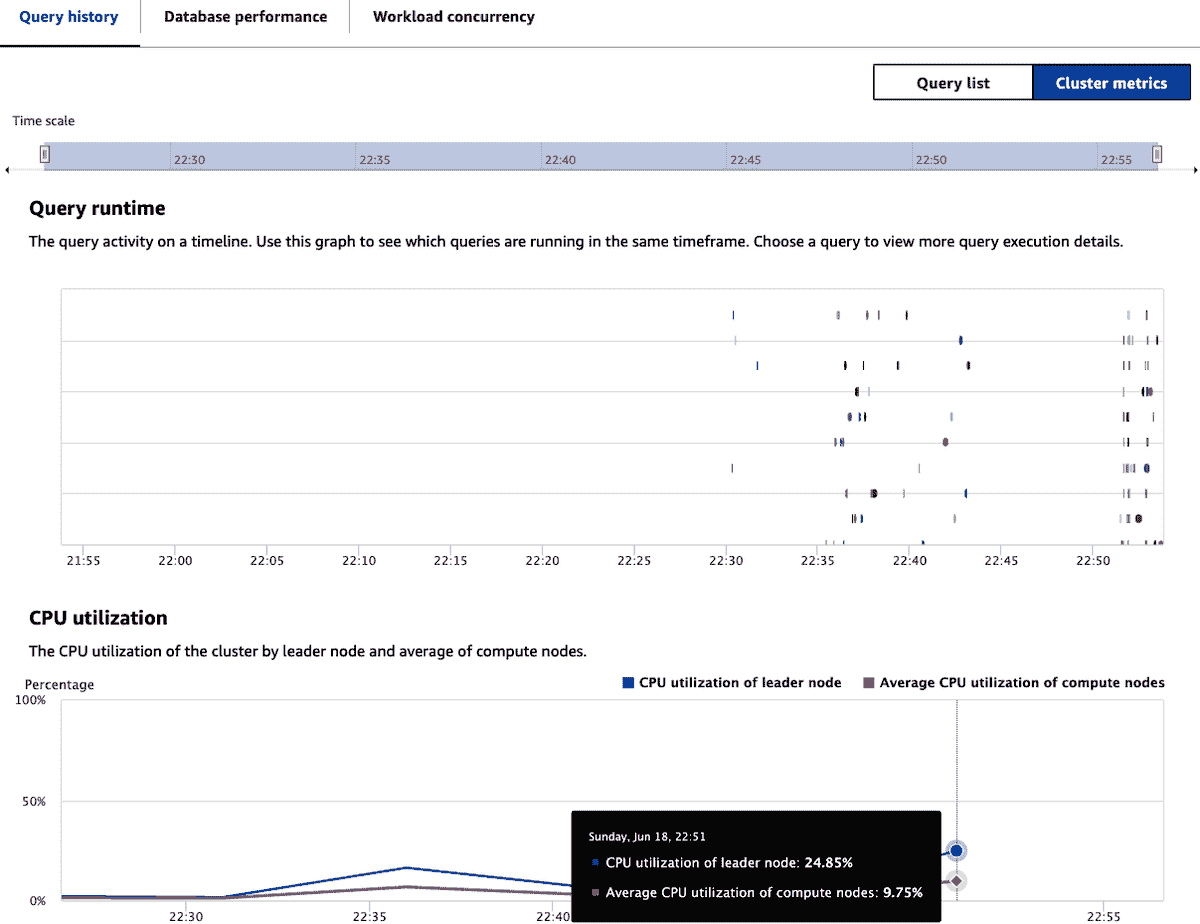 Query history Database performance Workload concurrency
Query list Cluster metrics
Time scale
22:30 22:35 22:40 22:45 22:50 22:55
Query runtime
The query activity on a timeline. Use this graph to see which queries are running in the same timeframe. Choose a query to view more query execution details.
21:55 22:00 22:05 22:10 22:15 22:20 22:25 22:30 22:35 22:40 22:45 22:50
CPU utilization
The CPU utilization of the cluster by leader node and average of compute nodes.
Percentage
CPU utilization of leader node Average CPU utilization of compute nodes
100%
50%
Sunday, Jun 18, 22:51
CPU utilization of leader node: 24.85%
Average CPU utilization of compute nodes: 9.75%
0%
22:30 22:35 22:40 22:55